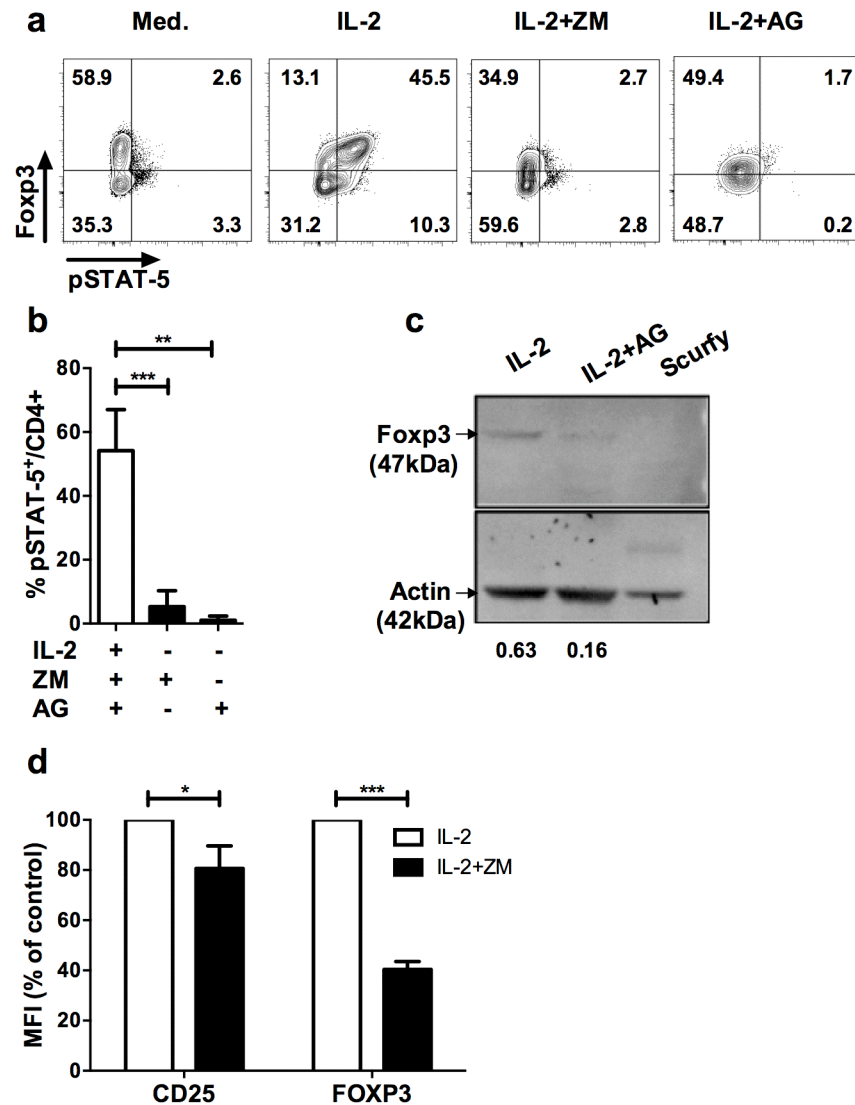 a
Med. IL-2 IL-2+ZM IL-2+AG
58.9 2.6 13.1 45.5 34.9 2.7 49.4 1.7
Foxp3
35.3 3.3 31.2 10.3 59.6 2.8 48.7 0.2
pSTAT-5
b
**
***
% pSTAT-5+/CD4+
80
60
40
20
0
IL-2 + - -
ZM + + -
AG + - +
c
IL-2 IL-2+AG Scurfy
Foxp3
(47kDa)
Actin
(42kDa)
0.63 0.16
d
* ***
MFI (% of control)
100
80
60
40
20
0
IL-2
IL-2+ZM
CD25 FOXP3